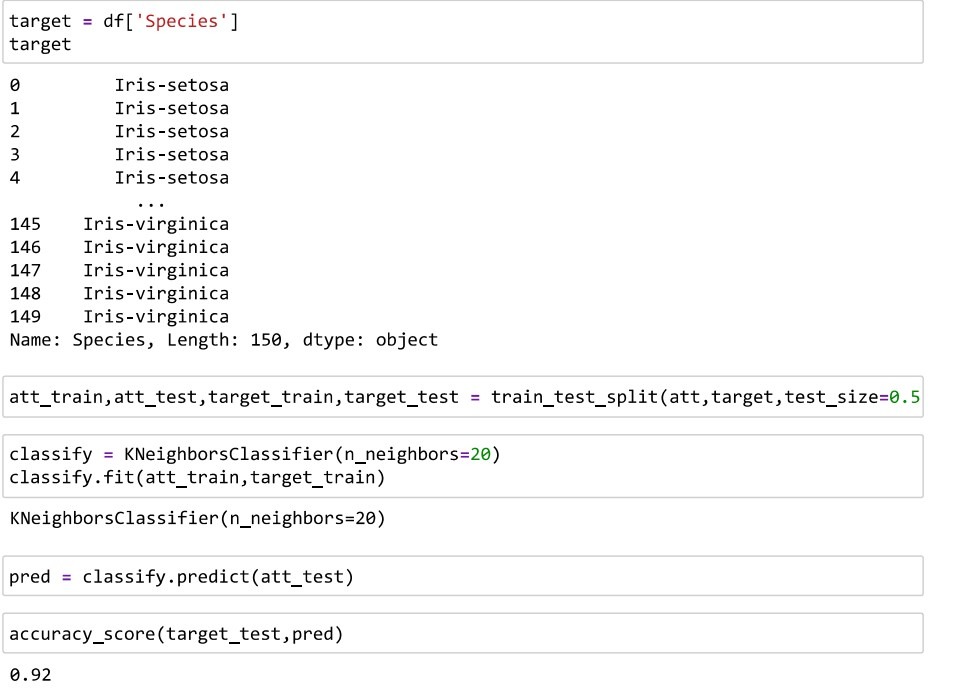 target = df['Species']
target
0         Iris-setosa
1         Iris-setosa
2         Iris-setosa
3         Iris-setosa
4         Iris-setosa
            ...
145    Iris-virginica
146    Iris-virginica
147    Iris-virginica
148    Iris-virginica
149    Iris-virginica
Name: Species, Length: 150, dtype: object
att_train,att_test,target_train,target_test = train_test_split(att,target,test_size=0.5
classify = KNeighborsClassifier(n_neighbors=20)
classify.fit(att_train,target_train)
KNeighborsClassifier(n_neighbors=20)
pred = classify.predict(att_test)
accuracy_score(target_test,pred)
0.92